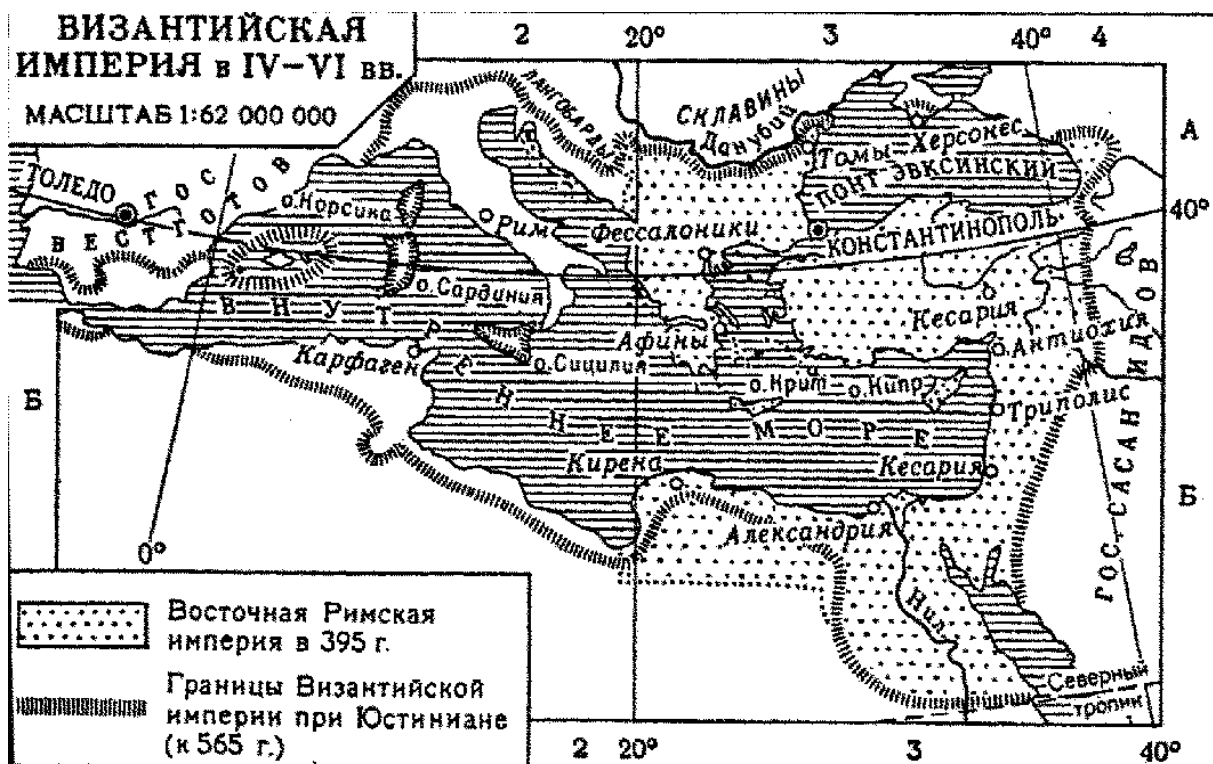 ВИЗАНТИЙСКАЯ
ИМПЕРИЯ в IV–VI вв.
МАСШТАБ 1:62 000 000
2 20° 3 40° 4
ЛАНГОБАРДЫ
СКЛАВИНЫ
Данубий
А
Томы
Херсонес
ПОНТ ЭВКСИНСКИЙ
ТОЛЕДО
ГОС
ВЕСТГОТОВ
о.Корсика
Рим
Фессалоники
КОНСТАНТИНОПОЛЬ
40°
о.Сардиния
Кесария
Антиохия
Афины
Карфаген
о.Сицилия
о.Крит
о.Кипр
Триполис
Б
ВНУТРЕННЕЕ МОРЕ
Кирена
Кесария
Б
Александрия
ГОС. САСАНИДОВ
0°
Нил
Восточная Римская
империя в 395 г.
Границы Византийской
империи при Юстиниане
(к 565 г.)
Северный
тропик
2 20° 3 40°